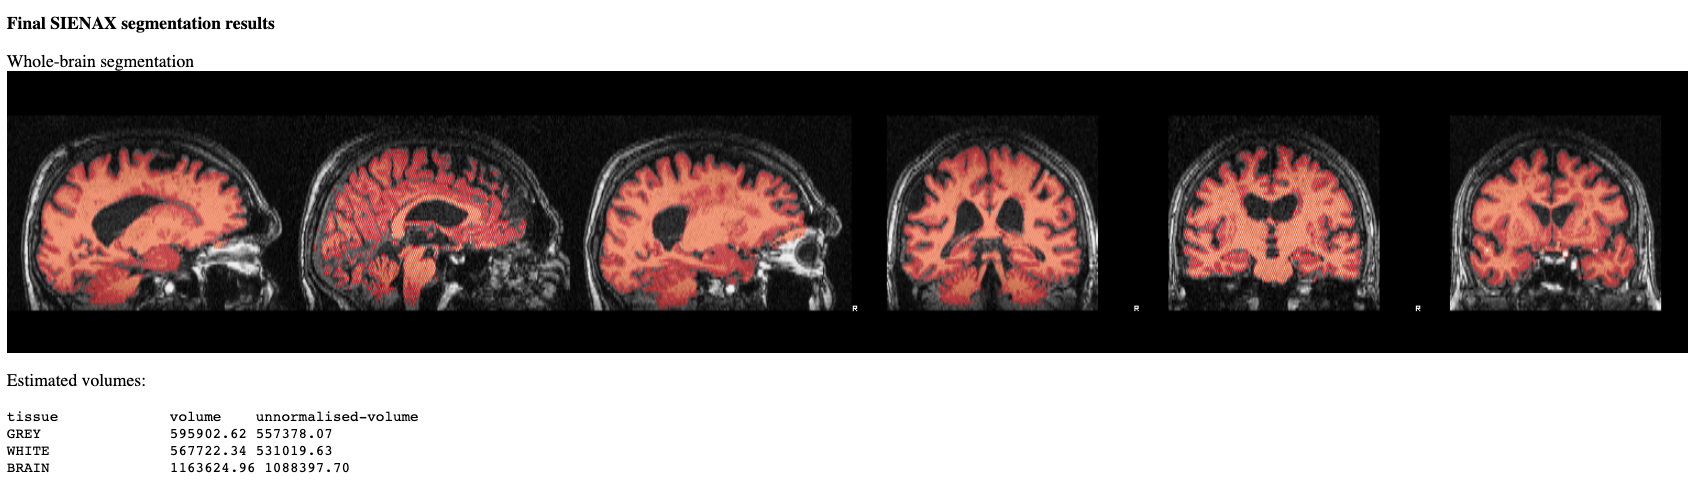 Final SIENAX segmentation results
Whole-brain segmentation
R R R
Estimated volumes:
tissue volume unnormalised-volume
GREY 595902.62 557378.07
WHITE 567722.34 531019.63
BRAIN 1163624.96 1088397.70